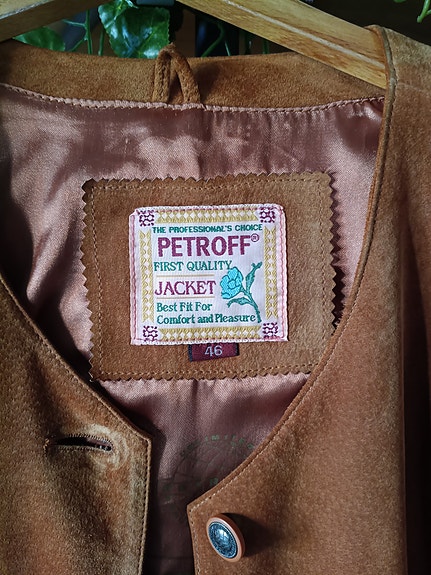 THE PROFESSIONAL'S CHOICE
PETROFF®
FIRST QUALITY
JACKET
Best Fit For
Comfort and Pleasure
46